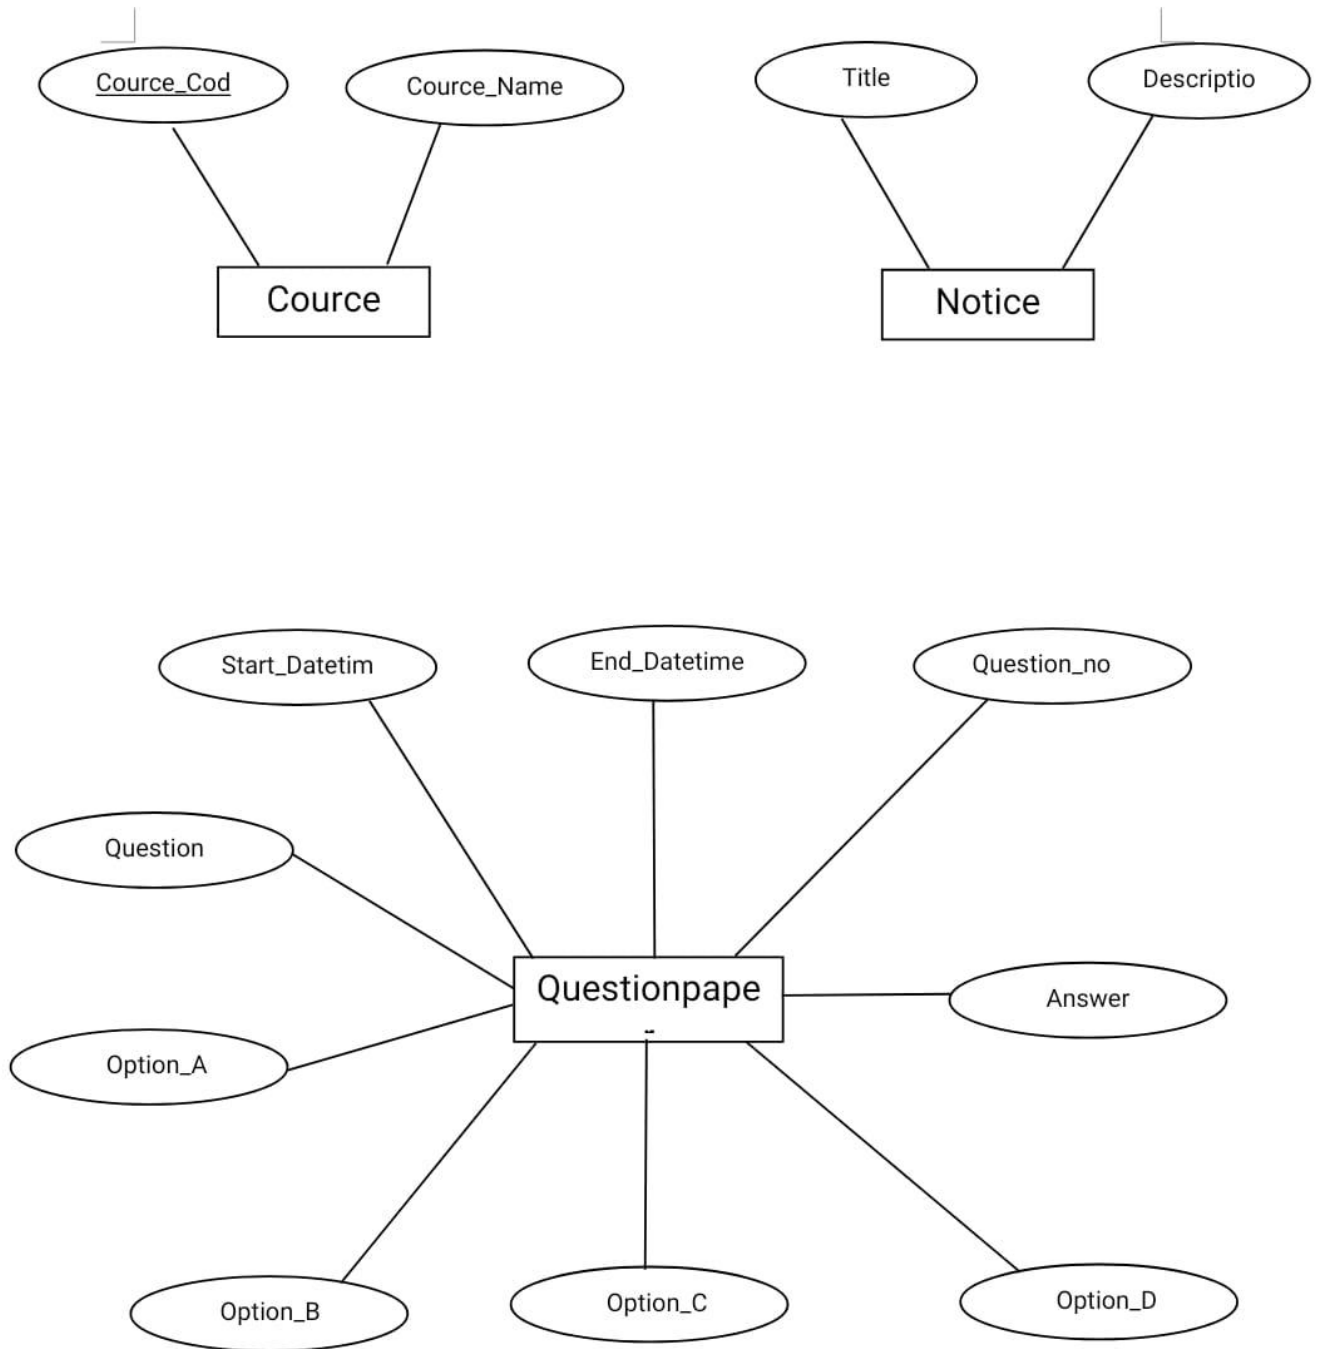 Cource_Cod
Cource_Name
Title
Descriptio
Cource
Notice
Start_Datetim
End_Datetime
Question_no
Question
Questionpape
Answer
Option_A
Option_B
Option_C
Option_D